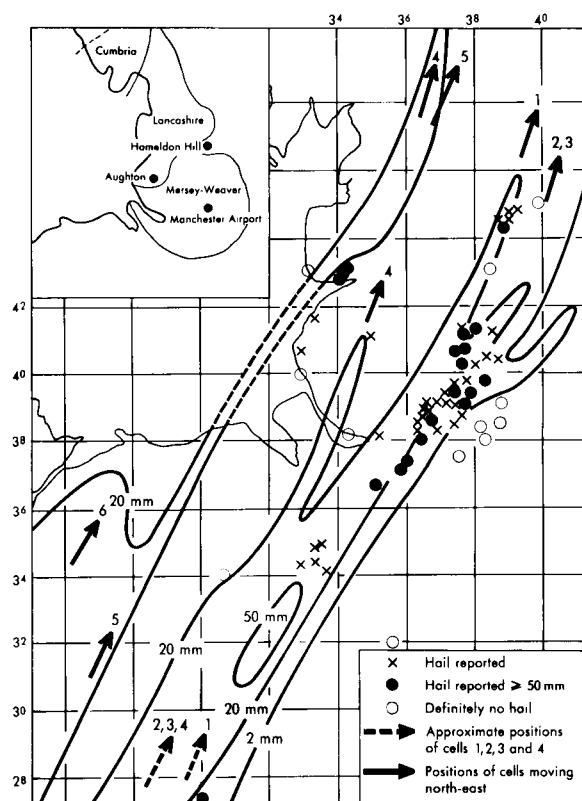 34 36 38 40
Cumbria
Lancashire
Hameldon Hill
Aughton
Mersey-Weaver
Manchester Airport
4
5
1
2,3
42
4
40
38
20 mm
36
6
34
50 mm
5
32
20 mm
20 mm
2 mm
30
2,3,4
1
28
× Hail reported
● Hail reported ⩾ 50 mm
○ Definitely no hail
Approximate positions
of cells 1,2,3 and 4
Positions of cells moving
north-east